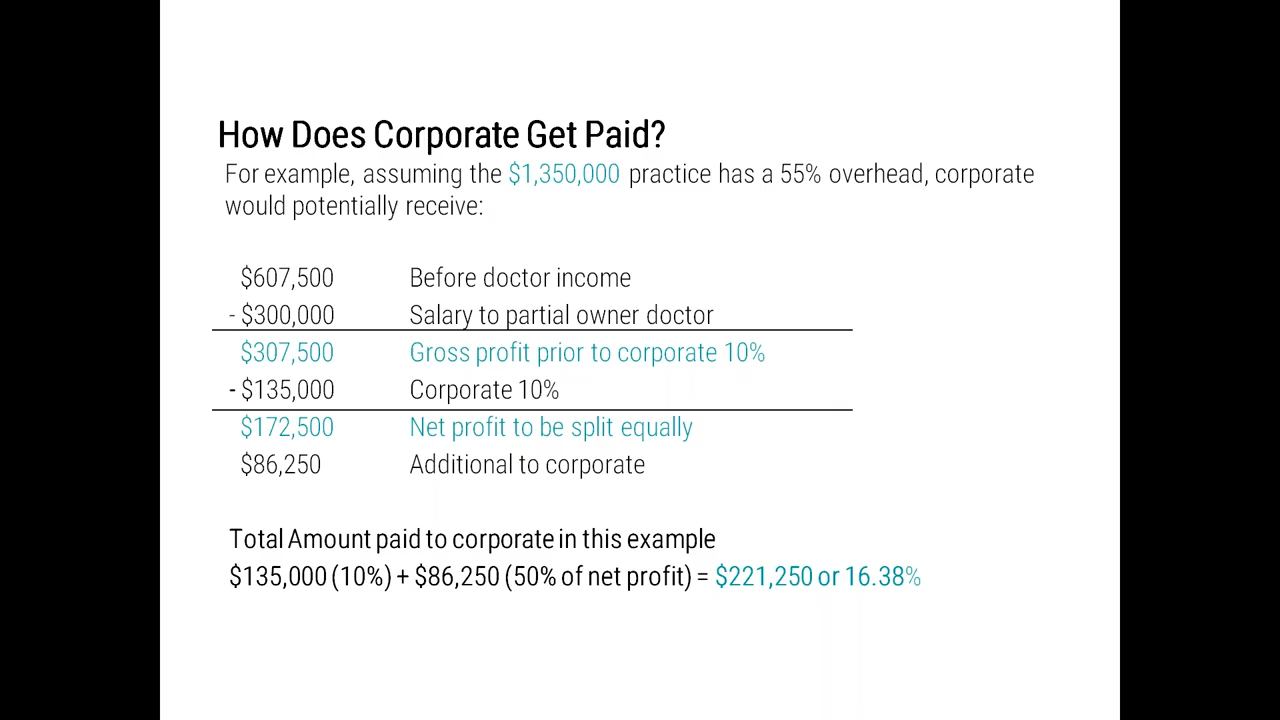 How Does Corporate Get Paid?
For example, assuming the $1,350,000 practice has a 55% overhead, corporate
would potentially receive:
$607,500 Before doctor income
- $300,000 Salary to partial owner doctor
$307,500 Gross profit prior to corporate 10%
- $135,000 Corporate 10%
$172,500 Net profit to be split equally
$86,250 Additional to corporate
Total Amount paid to corporate in this example
$135,000 (10%) + $86,250 (50% of net profit) = $221,250 or 16.38%